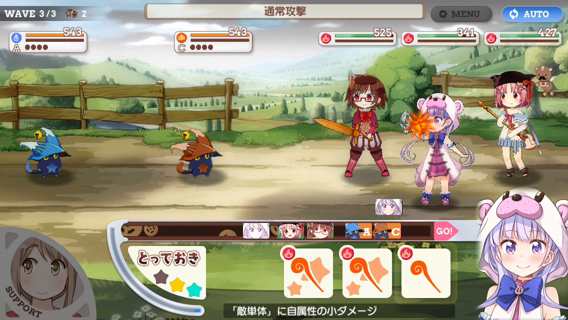 WAVE 3/3 2
通常攻撃
MENU
AUTO
543
A
543
C
525
341
427
A C GO!
とっておき
SUPPORT
「敵単体」に自属性の小ダメージ